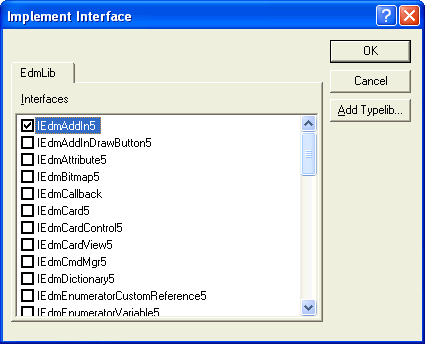 Implement Interface
OK
EdmLib
Cancel
Interfaces
Add Typelib...
IEdmAddIn5
IEdmAddInDrawButton5
IEdmAttribute5
IEdmBitmap5
IEdmCallback
IEdmCard5
IEdmCardControl5
IEdmCardView5
IEdmCmdMgr5
IEdmDictionary5
IEdmEnumeratorCustomReference5
IEdmEnumeratorVariable5